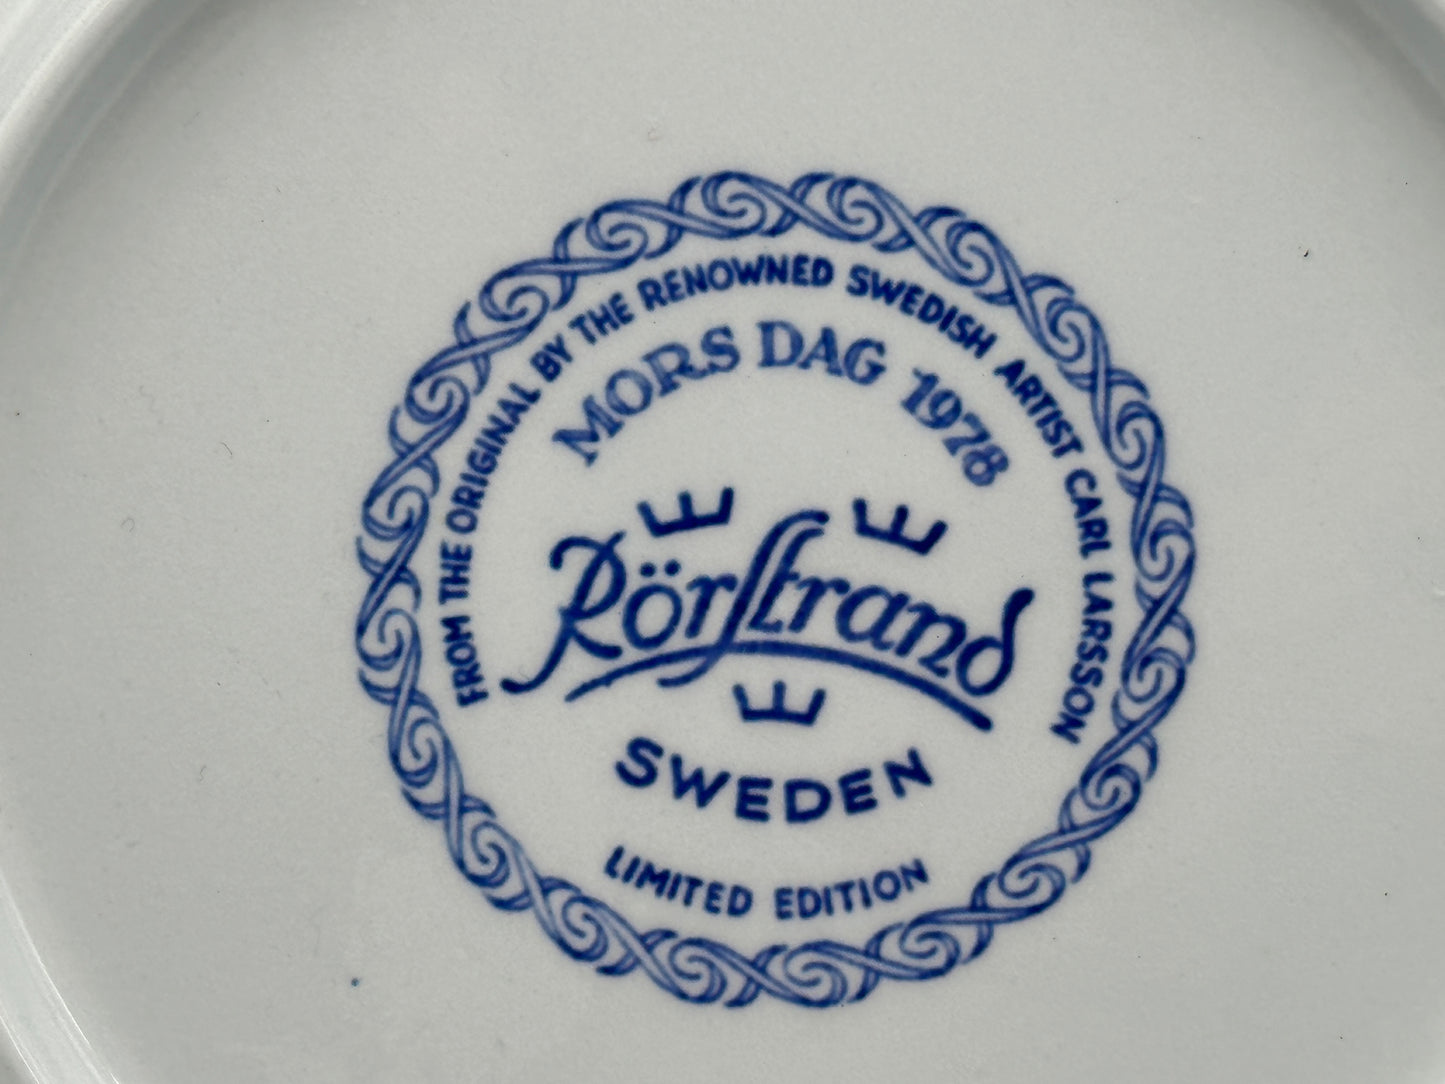 FROM THE ORIGINAL BY THE RENOWNED SWEDISH ARTIST CARL LARSSON
MORS DAG 1978
Rörstrand
SWEDEN
LIMITED EDITION